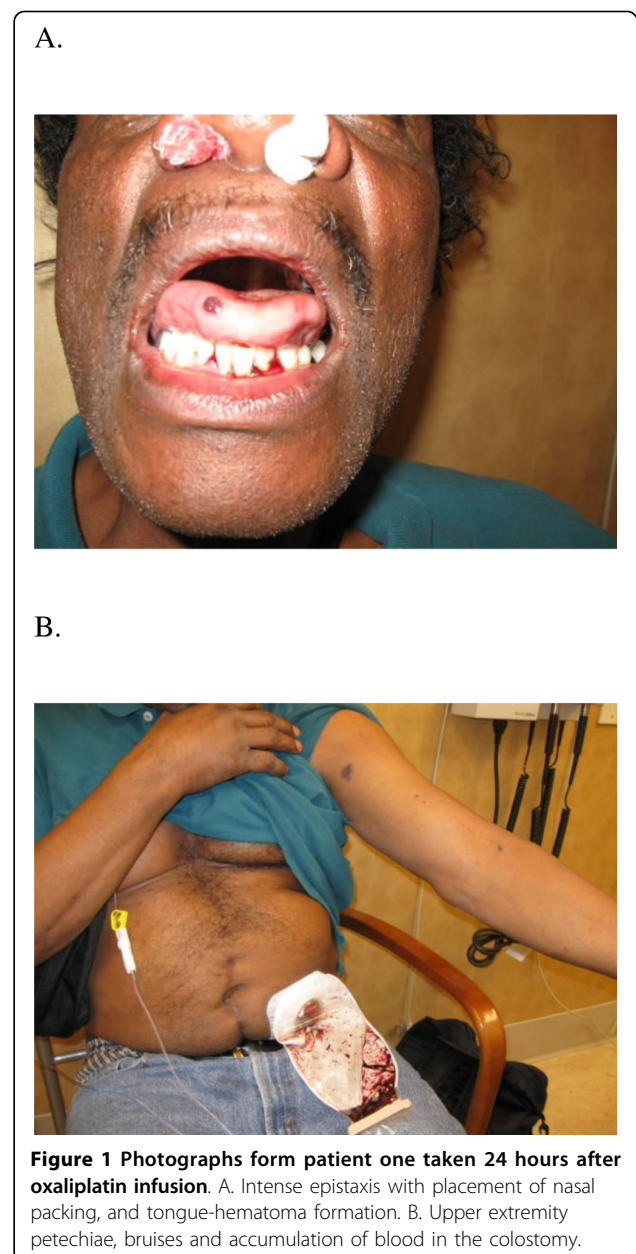 A.
B.
Figure 1 Photographs form patient one taken 24 hours after
oxaliplatin infusion. A. Intense epistaxis with placement of nasal
packing, and tongue-hematoma formation. B. Upper extremity
petechiae, bruises and accumulation of blood in the colostomy.